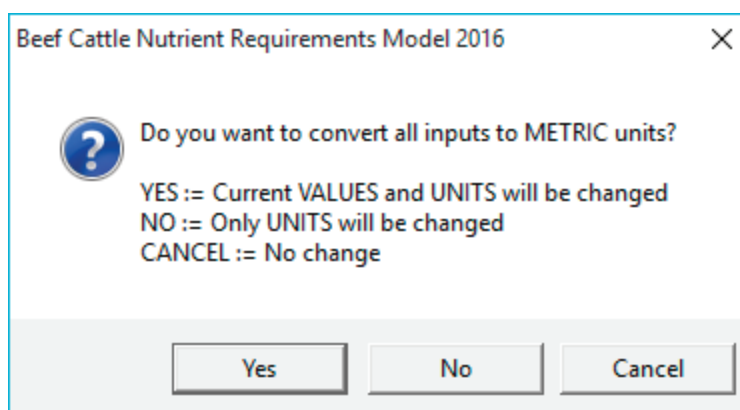 Beef Cattle Nutrient Requirements Model 2016
Do you want to convert all inputs to METRIC units?
YES := Current VALUES and UNITS will be changed
NO := Only UNITS will be changed
CANCEL := No change
Yes No Cancel